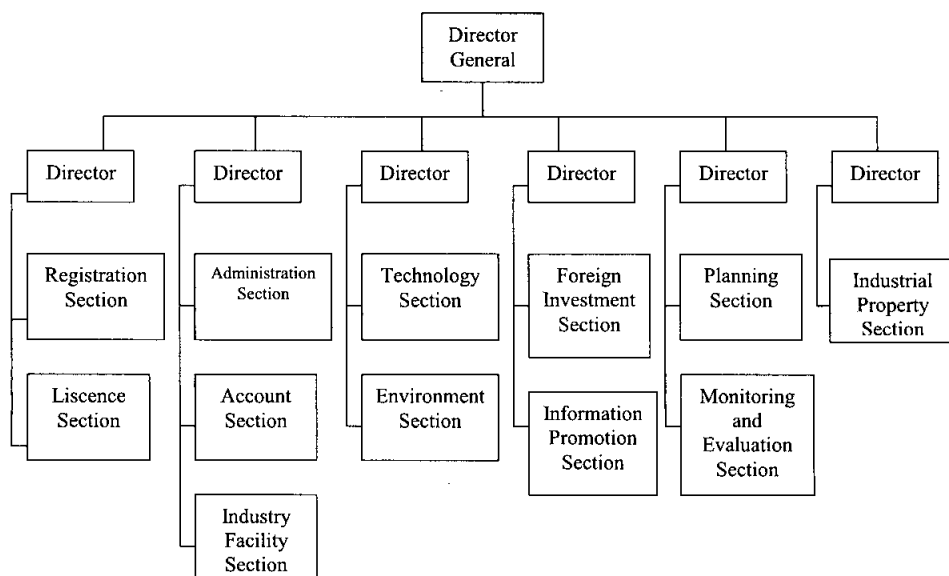 Director
General
Director
Director
Director
Director
Director
Director
Registration
Section
Administration
Section
Technology
Section
Foreign
Investment
Section
Planning
Section
Industrial
Property
Section
Liscence
Section
Account
Section
Environment
Section
Information
Promotion
Section
Monitoring
and
Evaluation
Section
Industry
Facility
Section